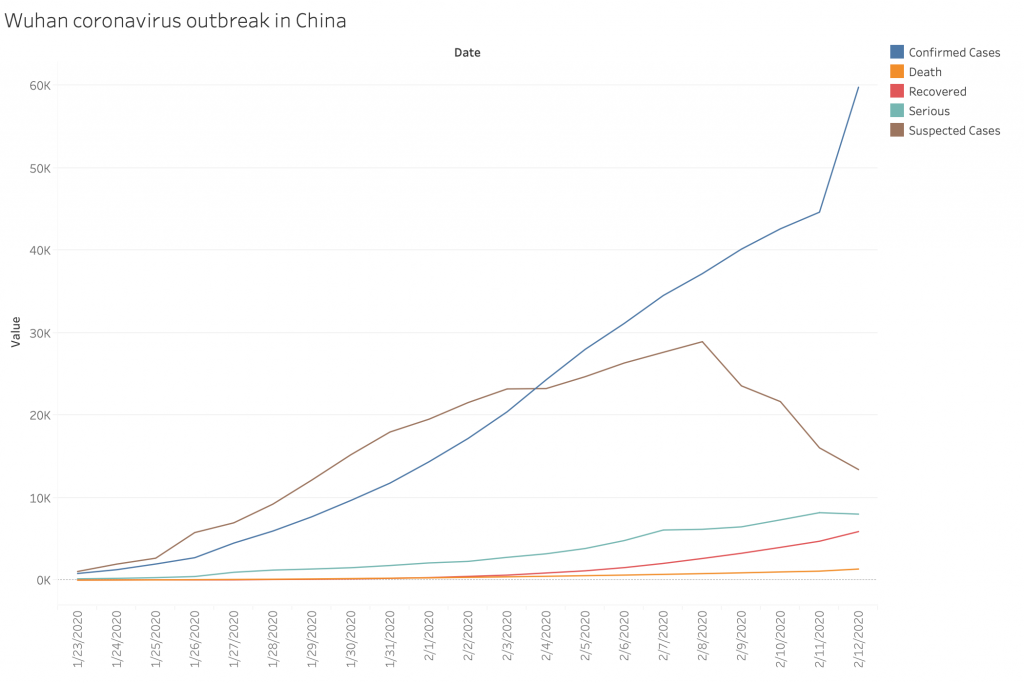 Wuhan coronavirus outbreak in China
Date
Confirmed Cases
Death
Recovered
Serious
Suspected Cases
Value
60K
50K
40K
30K
20K
10K
0K
1/23/2020
1/24/2020
1/25/2020
1/26/2020
1/27/2020
1/28/2020
1/29/2020
1/30/2020
1/31/2020
2/1/2020
2/2/2020
2/3/2020
2/4/2020
2/5/2020
2/6/2020
2/7/2020
2/8/2020
2/9/2020
2/10/2020
2/11/2020
2/12/2020